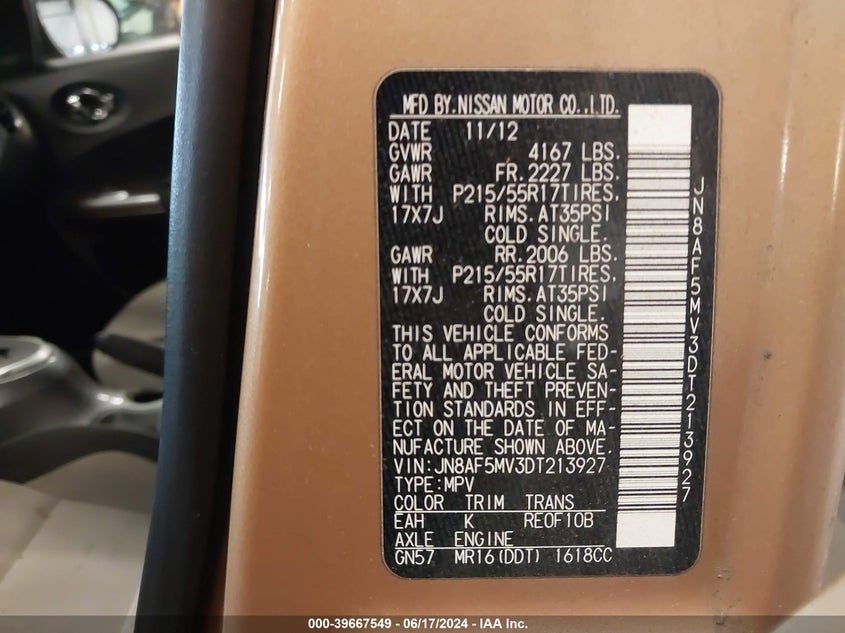 MFD BY.NISSAN MOTOR CO.,LTD.
DATE 11/12
GVWR 4167 LBS.
GAWR FR.2227 LBS.
WITH P215/55R17TIRES,
17X7J RIMS.AT35PSI
COLD SINGLE.
GAWR RR.2006 LBS.
WITH P215/55R17TIRES,
17X7J RIMS.AT35PSI
COLD SINGLE.
THIS VEHICLE CONFORMS
TO ALL APPLICABLE FED-
ERAL MOTOR VEHICLE SA-
FETY AND THEFT PREVEN-
TION STANDARDS IN EFF-
ECT ON THE DATE OF MA-
NUFACTURE SHOWN ABOVE.
VIN:JN8AF5MV3DT213927
TYPE:MPV
COLOR TRIM TRANS
EAH K RE0F10B
AXLE ENGINE
GN57 MR16(DDT) 1618CC
JN8AF5MV3DT213927
000-39667549 - 06/17/2024 - IAA Inc.